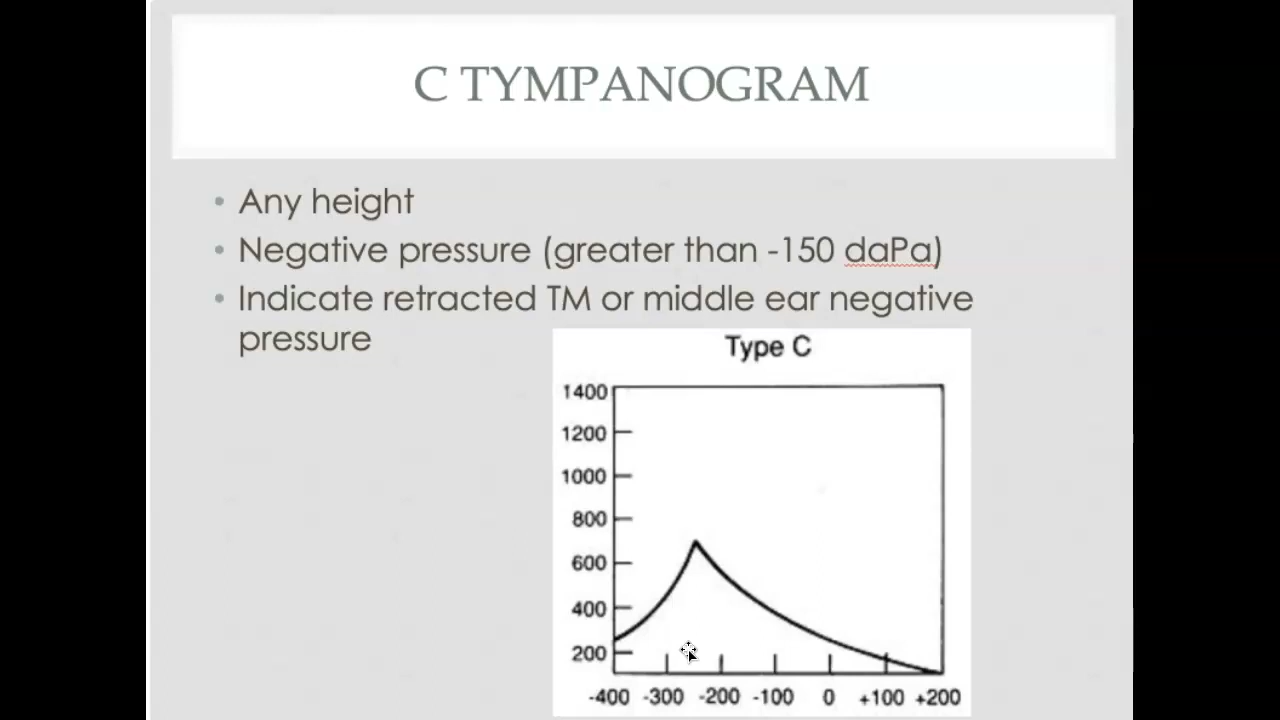 C TYMPANOGRAM
• Any height
• Negative pressure (greater than -150 daPa)
• Indicate retracted TM or middle ear negative
pressure
Type C
1400
1200
1000
800
600
400
200
-400 -300 -200 -100 0 +100 +200